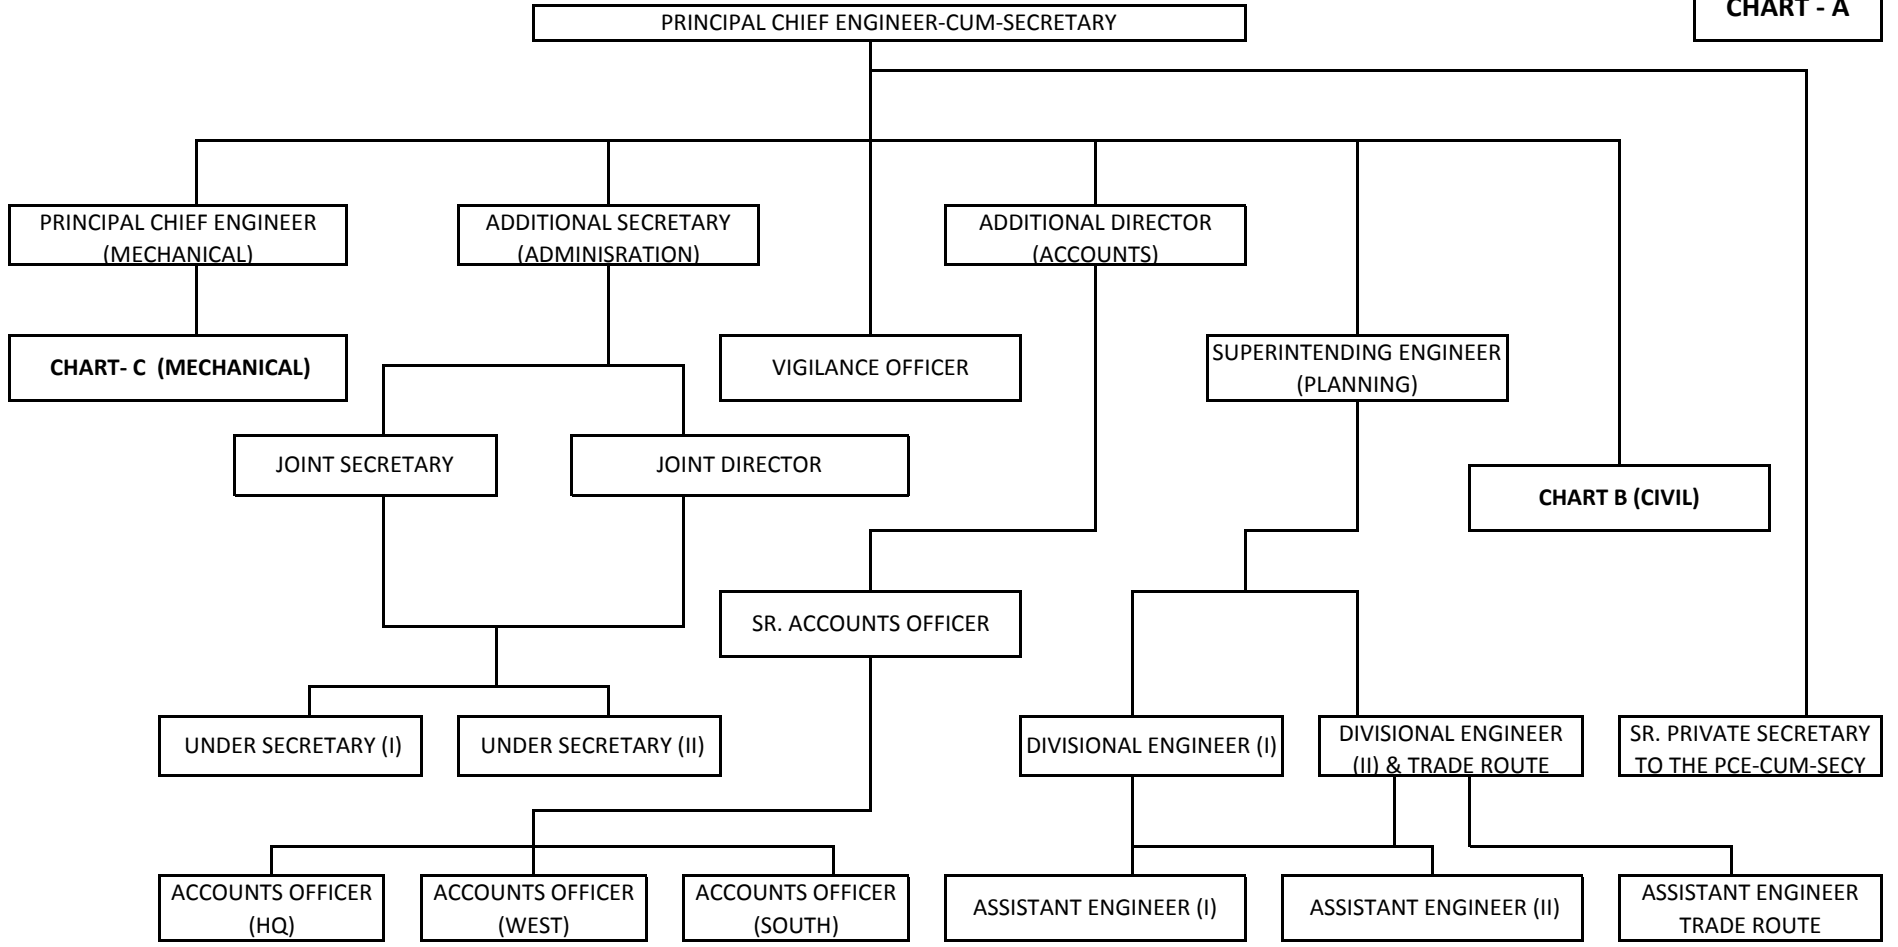 CHART - A
PRINCIPAL CHIEF ENGINEER-CUM-SECRETARY
PRINCIPAL CHIEF ENGINEER
(MECHANICAL)
ADDITIONAL SECRETARY
(ADMINISRATION)
ADDITIONAL DIRECTOR
(ACCOUNTS)
CHART- C (MECHANICAL)
VIGILANCE OFFICER
SUPERINTENDING ENGINEER
(PLANNING)
JOINT SECRETARY
JOINT DIRECTOR
CHART B (CIVIL)
SR. ACCOUNTS OFFICER
UNDER SECRETARY (I)
UNDER SECRETARY (II)
DIVISIONAL ENGINEER (I)
DIVISIONAL ENGINEER
(II) & TRADE ROUTE
SR. PRIVATE SECRETARY
TO THE PCE-CUM-SECY
ACCOUNTS OFFICER
(HQ)
ACCOUNTS OFFICER
(WEST)
ACCOUNTS OFFICER
(SOUTH)
ASSISTANT ENGINEER (I)
ASSISTANT ENGINEER (II)
ASSISTANT ENGINEER
TRADE ROUTE